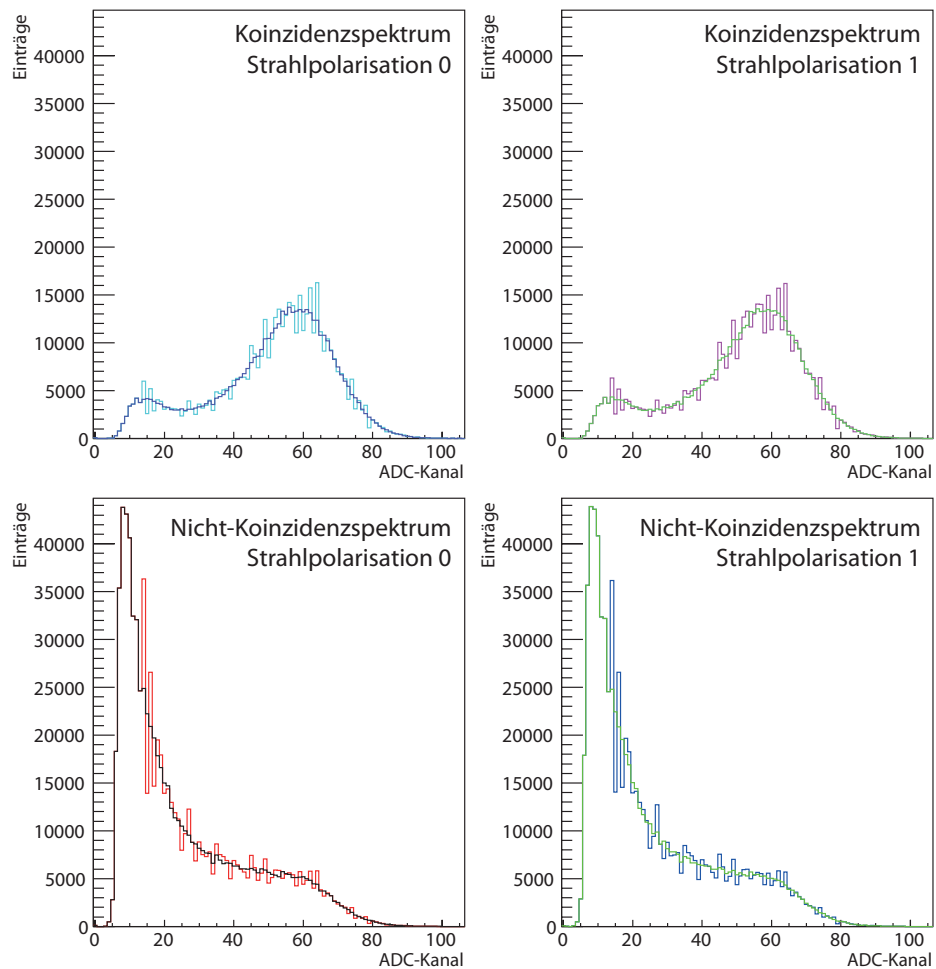 Einträge
Koinzidenzspektrum
Strahlpolarisation 0
40000
35000
30000
25000
20000
15000
10000
5000
0
0 20 40 60 80 100
ADC-Kanal
Einträge
Koinzidenzspektrum
Strahlpolarisation 1
40000
35000
30000
25000
20000
15000
10000
5000
0
0 20 40 60 80 100
ADC-Kanal
Einträge
Nicht-Koinzidenzspektrum
Strahlpolarisation 0
40000
35000
30000
25000
20000
15000
10000
5000
0
0 20 40 60 80 100
ADC-Kanal
Einträge
Nicht-Koinzidenzspektrum
Strahlpolarisation 1
40000
35000
30000
25000
20000
15000
10000
5000
0
0 20 40 60 80 100
ADC-Kanal